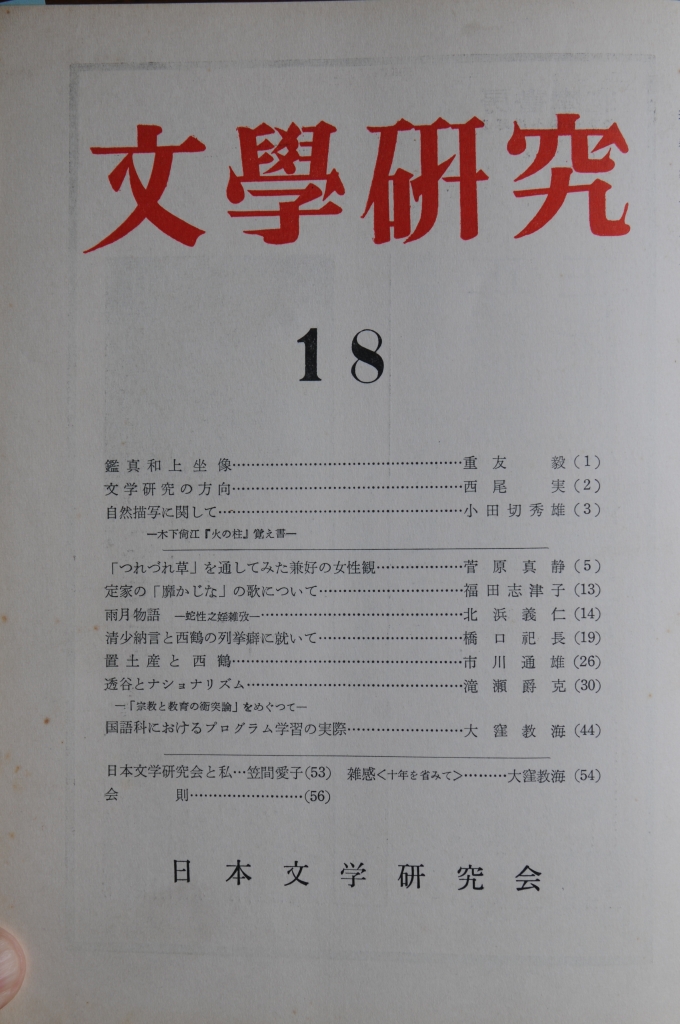 文學研究
18
鑑真和上坐像……………………………………重友　毅（1）
文学研究の方向……………………………………西尾　実（2）
自然描写に関して……………………………………小田切秀雄（3）
―木下尙江『火の柱』覚え書―
「つれづれ草」を通してみた兼好の女性観……………菅原真静（5）
定家の「靡かじな」の歌について……………………福田志津子（13）
雨月物語　―蛇性之婬雑攷―……………………………北浜義仁（14）
清少納言と西鶴の列挙癖に就いて……………………橋口祀長（19）
置土産と西鶴……………………………………市川通雄（26）
透谷とナショナリズム……………………………………滝瀬爵克（30）
―「宗教と教育の衝突論」をめぐつて―
国語科におけるプログラム学習の実際…………………大窪教海（44）
日本文学研究会と私…笠間愛子（53）　雑感＜十年を省みて＞………大窪教海（54）
会　則……………………（56）
日本文学研究会